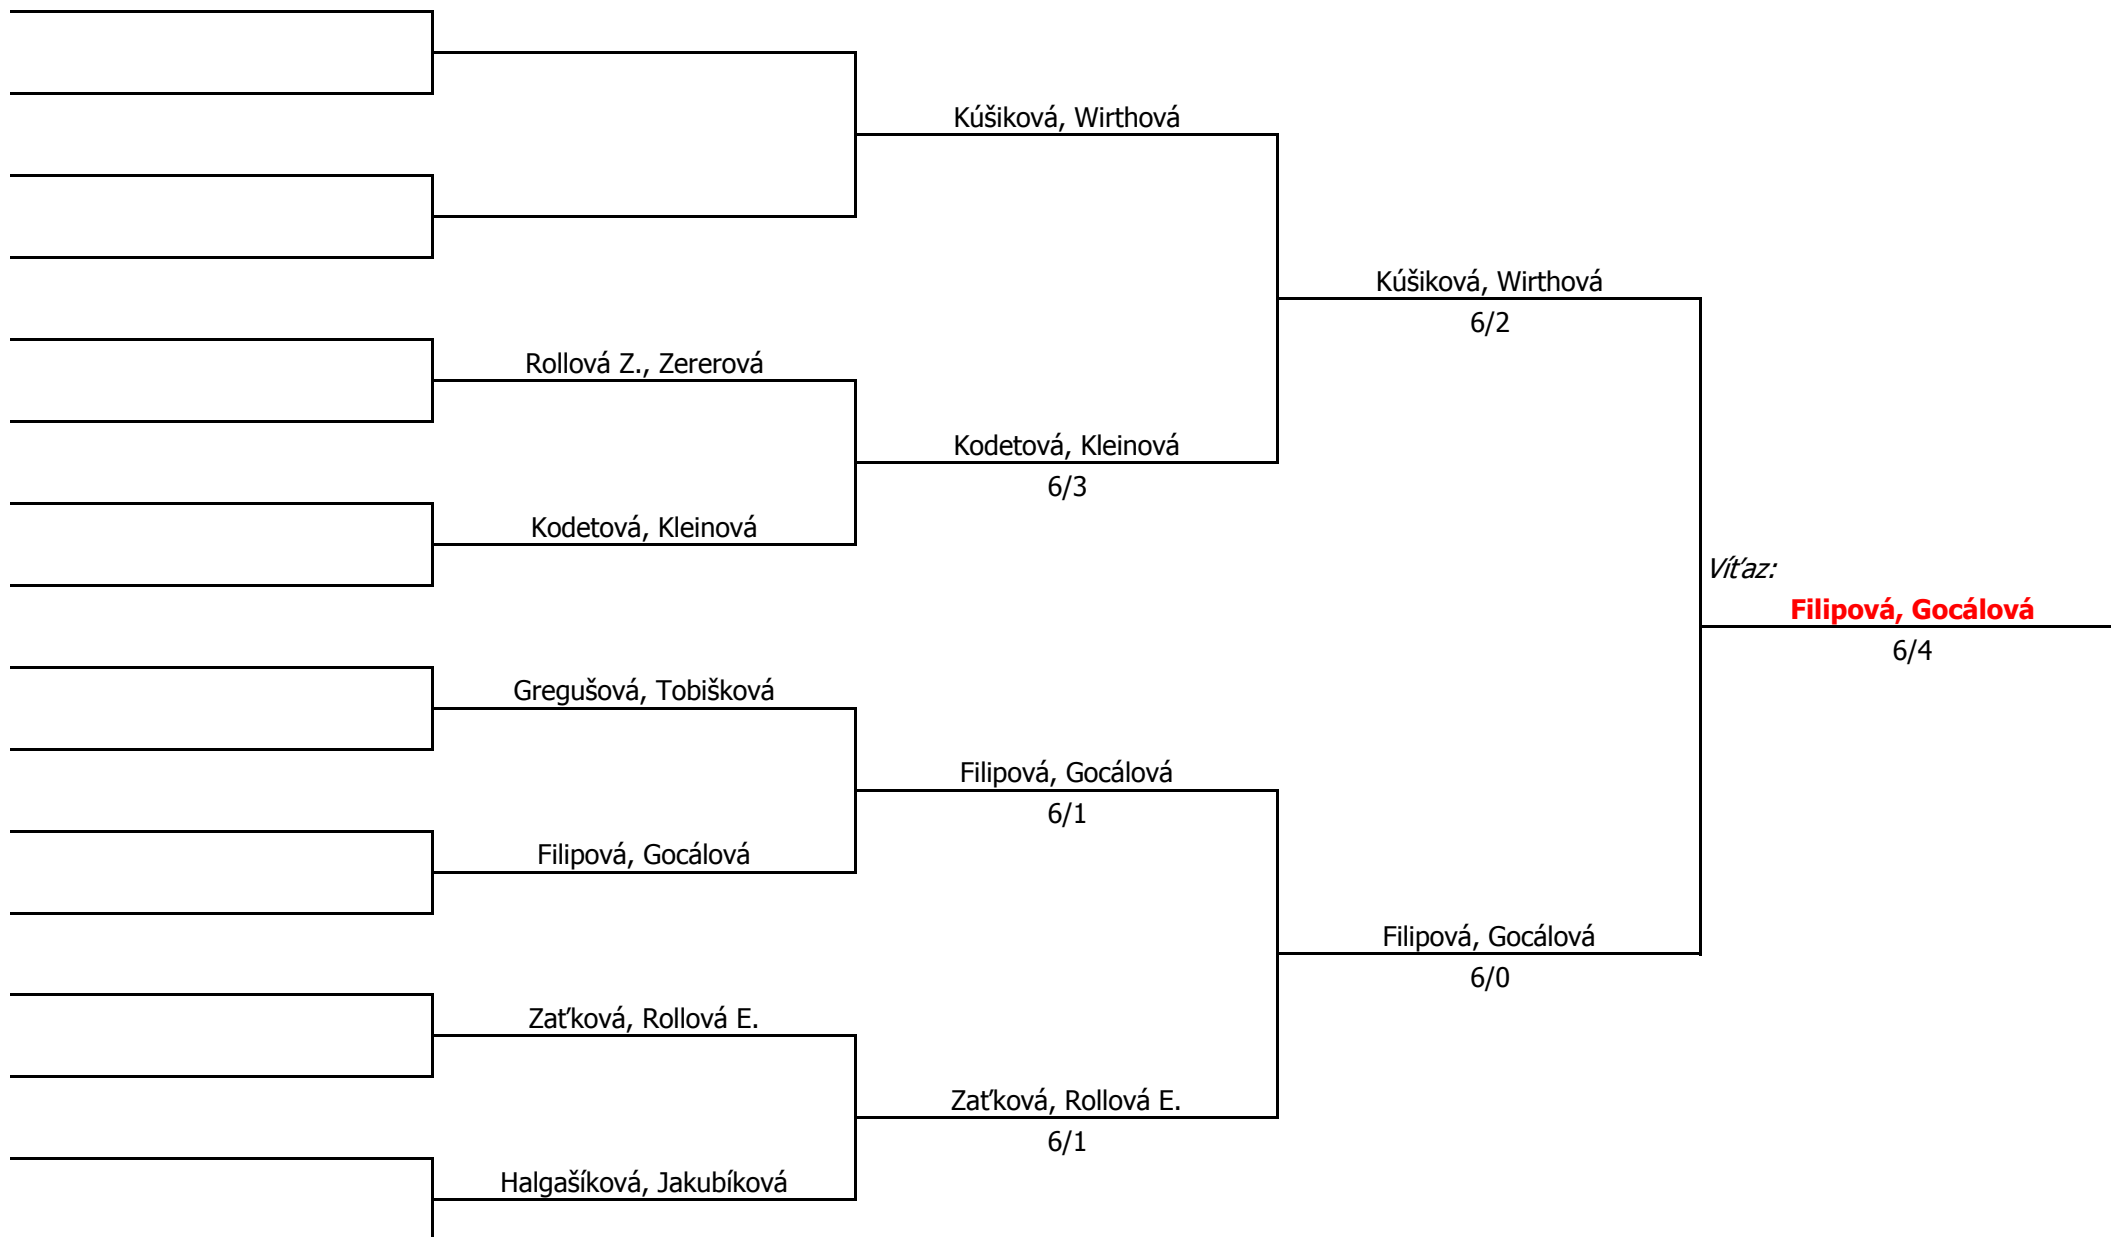 Kúšiková, Wirthová
Kúšiková, Wirthová
6/2
Rollová Z., Zererová
Kodetová, Kleinová
6/3
Kodetová, Kleinová
Víťaz:
Filipová, Gocálová
6/4
Gregušová, Tobišková
Filipová, Gocálová
6/1
Filipová, Gocálová
Filipová, Gocálová
6/0
Zaťková, Rollová E.
Zaťková, Rollová E.
6/1
Halgašíková, Jakubíková